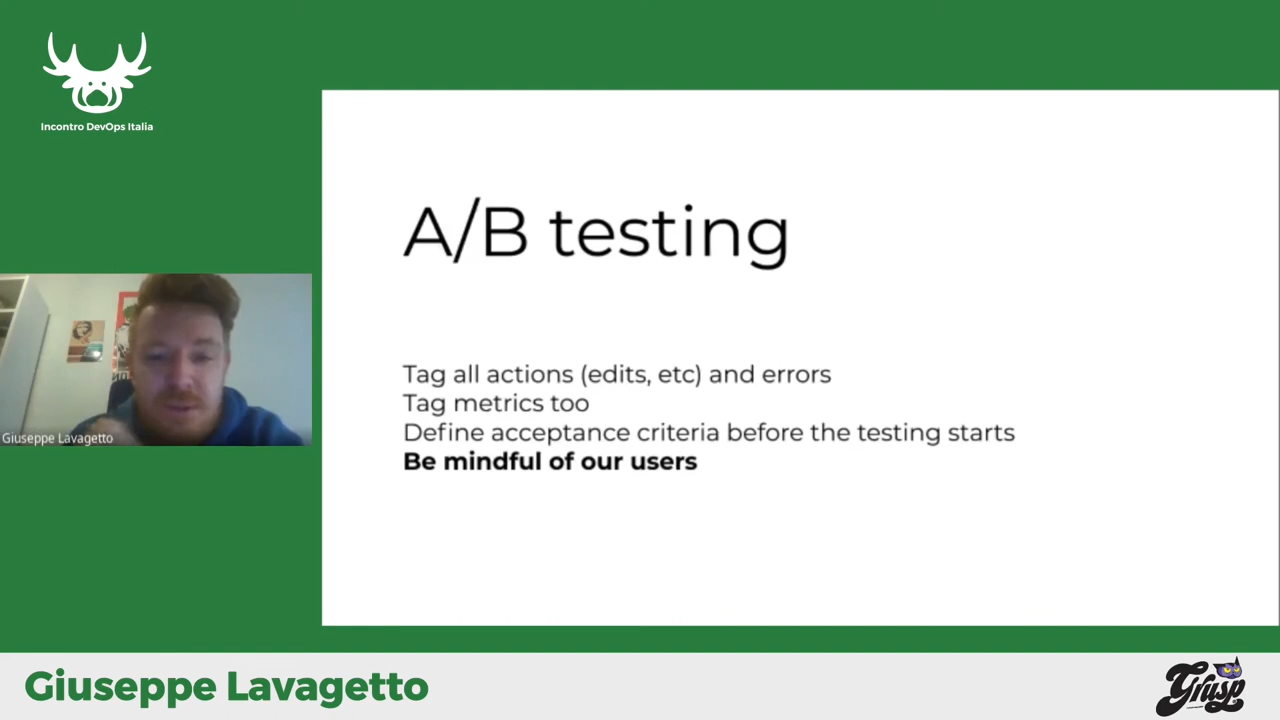 Incontro DevOps Italia
A/B testing
Tag all actions (edits, etc) and errors
Tag metrics too
Define acceptance criteria before the testing starts
Be mindful of our users
Giuseppe Lavagetto
Giuseppe Lavagetto
Grusp